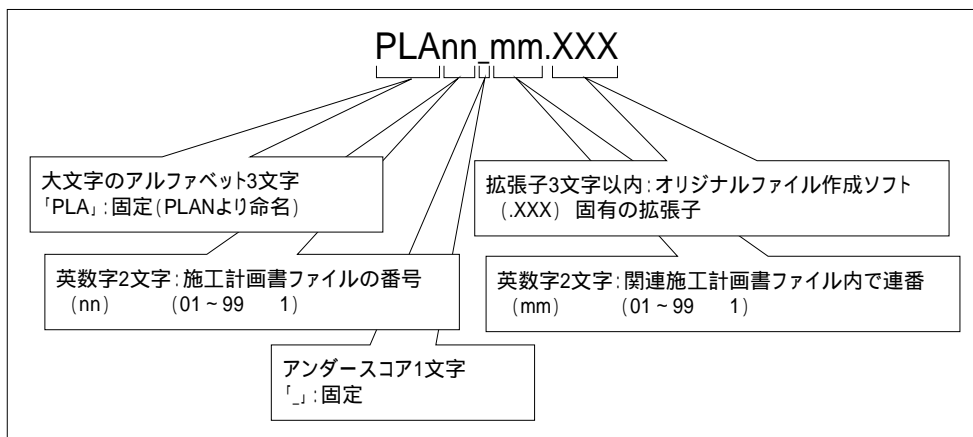 PLAnn_mm.XXX
大文字のアルファベット3文字
「PLA」:固定(PLANより命名)
拡張子3文字以内:オリジナルファイル作成ソフト
(.XXX) 固有の拡張子
英数字2文字:施工計画書ファイルの番号
(nn) (01~99 1)
英数字2文字:関連施工計画書ファイル内で連番
(mm) (01~99 1)
アンダースコア1文字
「_」:固定